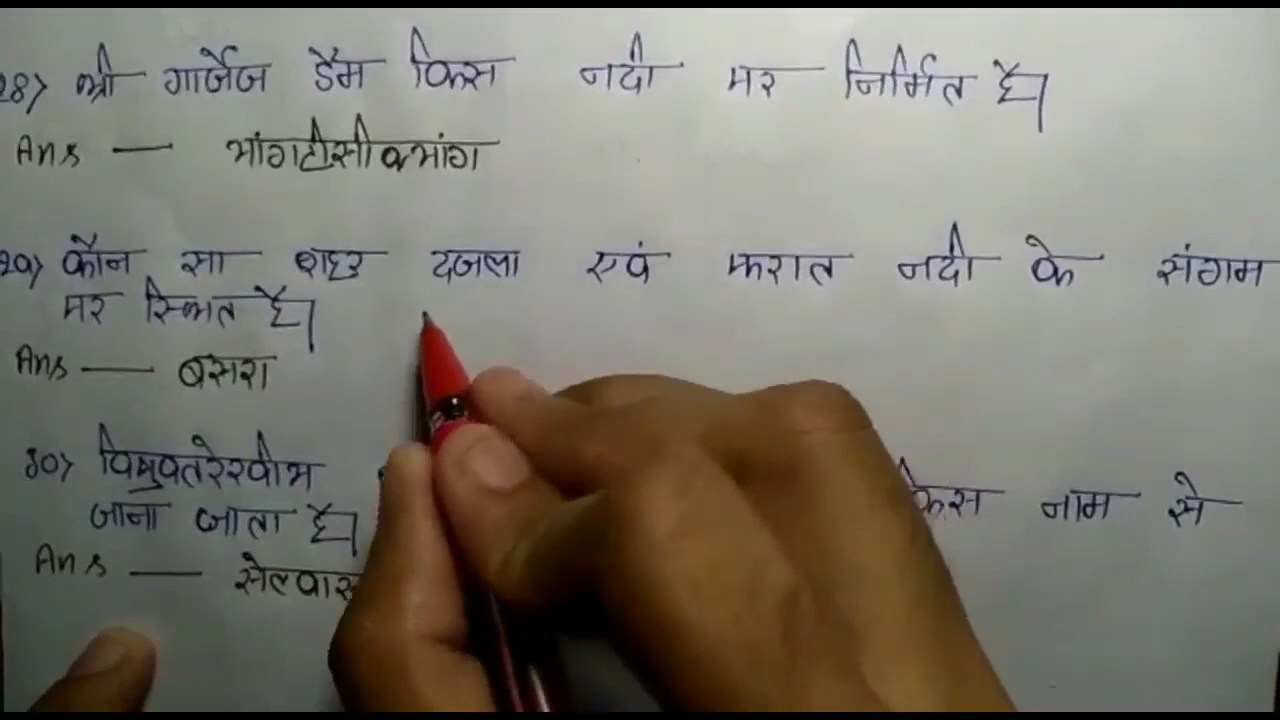 28) थ्री गार्जेज डैम किस नदी पर निर्मित है।
Ans — यांगटीसीक्यांग
29) कौन सा शहर दजला एवं फरात नदी के संगम
पर स्थित है।
Ans — बसरा
30) विषुवतरेखीय किस नाम से
जाना जाता है।
Ans — सेल्वास